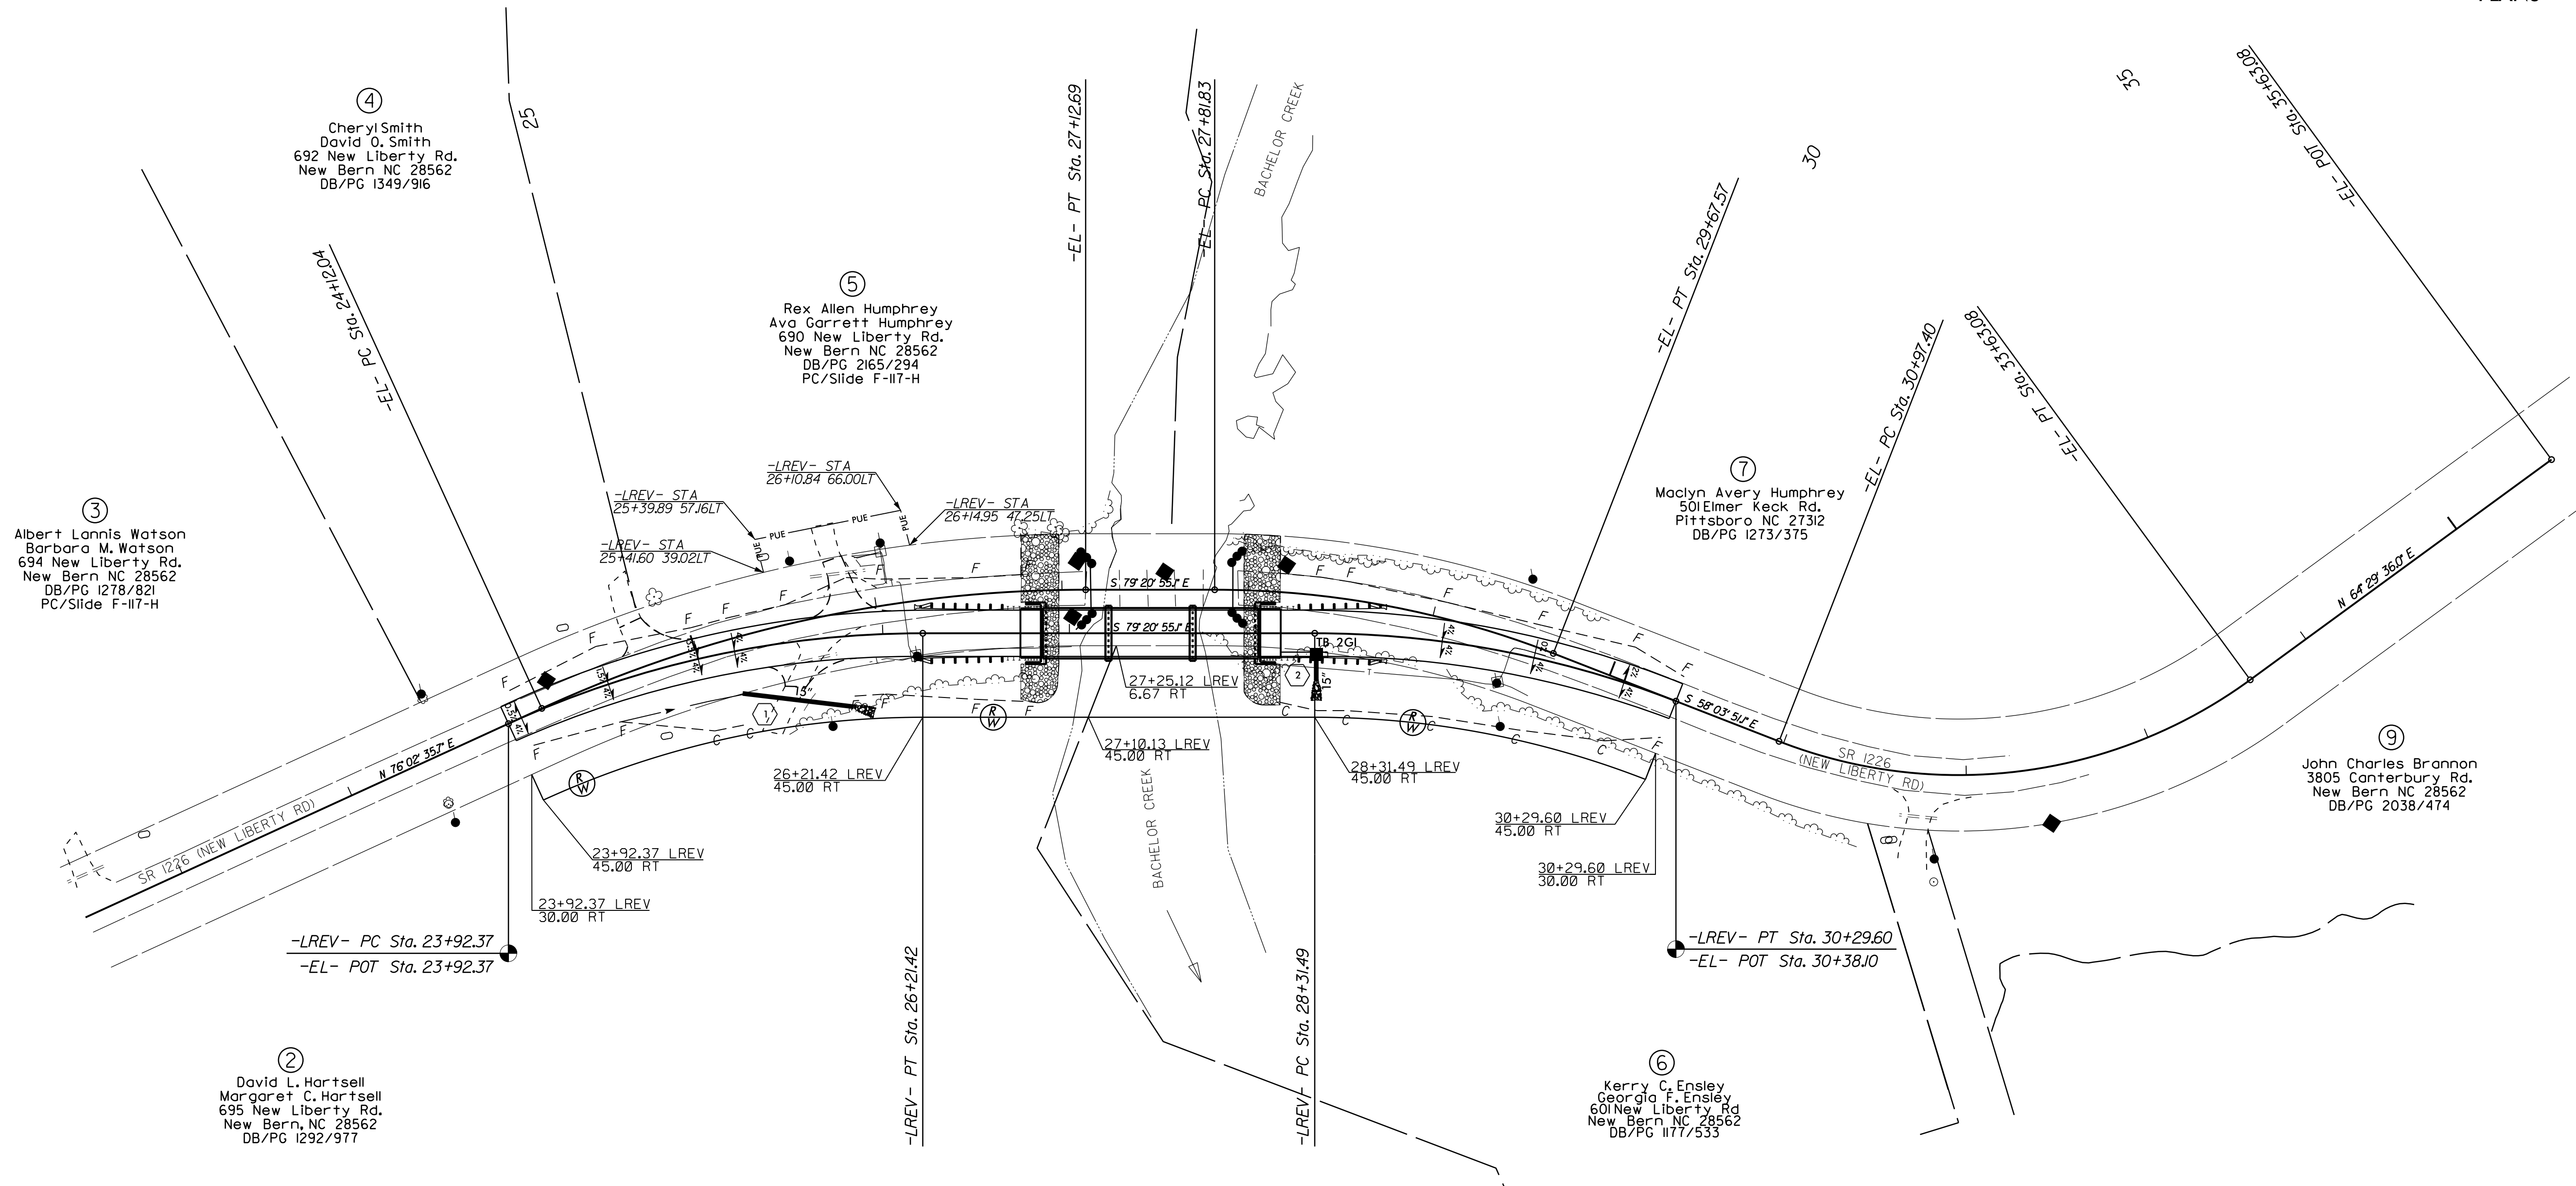 4
Cheryl Smith
David O. Smith
692 New Liberty Rd.
New Bern NC 28562
DB/PG 1349/916
25
-EL- PC Sta. 24+12.04
5
Rex Allen Humphrey
Ava Garrett Humphrey
690 New Liberty Rd.
New Bern NC 28562
DB/PG 2165/294
PC/Slide F-117-H
-EL- PT Sta. 27+12.69
-EL- PC Sta. 27+81.83
BACHELOR CREEK
-EL- PT Sta. 29+67.57
30
-EL- PC Sta. 30+97.40
-EL- PT Sta. 33+63.08
35
-EL- POT Sta. 35+63.08
3
Albert Lannis Watson
Barbara M. Watson
694 New Liberty Rd.
New Bern NC 28562
DB/PG 1278/821
PC/Slide F-117-H
-LREV- STA
26+10.84 66.00LT
-LREV- STA
25+39.89 57.16LT
-LREV- STA
26+14.95 47.25LT
-LREV- STA
25+41.60 39.02LT
PUE
PUE
PUE
PUE
7
Maclyn Avery Humphrey
501 Elmer Keck Rd.
Pittsboro NC 27312
DB/PG 1273/375
S 79° 20' 55.1" E
S 79° 20' 55.1" E
TB 2GI
15"
15"
1
2
27+25.12 LREV
6.67 RT
N 76° 02' 35.7" E
S 58° 03' 51.1" E
N 64° 29' 36.0" E
SR 1226 (NEW LIBERTY RD)
SR 1226
(NEW LIBERTY RD)
R
W
R
W
R
W
27+10.13 LREV
45.00 RT
26+21.42 LREV
45.00 RT
28+31.49 LREV
45.00 RT
30+29.60 LREV
45.00 RT
30+29.60 LREV
30.00 RT
23+92.37 LREV
45.00 RT
23+92.37 LREV
30.00 RT
BACHELOR CREEK
-LREV- PC Sta. 23+92.37
-EL- POT Sta. 23+92.37
-LREV- PT Sta. 26+21.42
-LREV- PC Sta. 28+31.49
-LREV- PT Sta. 30+29.60
-EL- POT Sta. 30+38.10
9
John Charles Brannon
3805 Canterbury Rd.
New Bern NC 28562
DB/PG 2038/474
2
David L. Hartsell
Margaret C. Hartsell
695 New Liberty Rd.
New Bern, NC 28562
DB/PG 1292/977
6
Kerry C. Ensley
Georgia F. Ensley
601 New Liberty Rd
New Bern NC 28562
DB/PG 1177/533